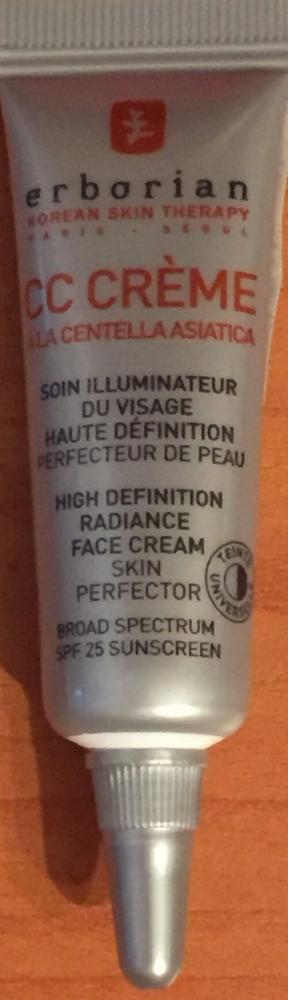 erborian
KOREAN SKIN THERAPY
PARIS - SEOUL
CC CRÈME
À LA CENTELLA ASIATICA
SOIN ILLUMINATEUR
DU VISAGE
HAUTE DÉFINITION
PERFECTEUR DE PEAU
HIGH DEFINITION
RADIANCE
FACE CREAM
SKIN
PERFECTOR
TEINTE
UNIVERSEL
BROAD SPECTRUM
SPF 25 SUNSCREEN